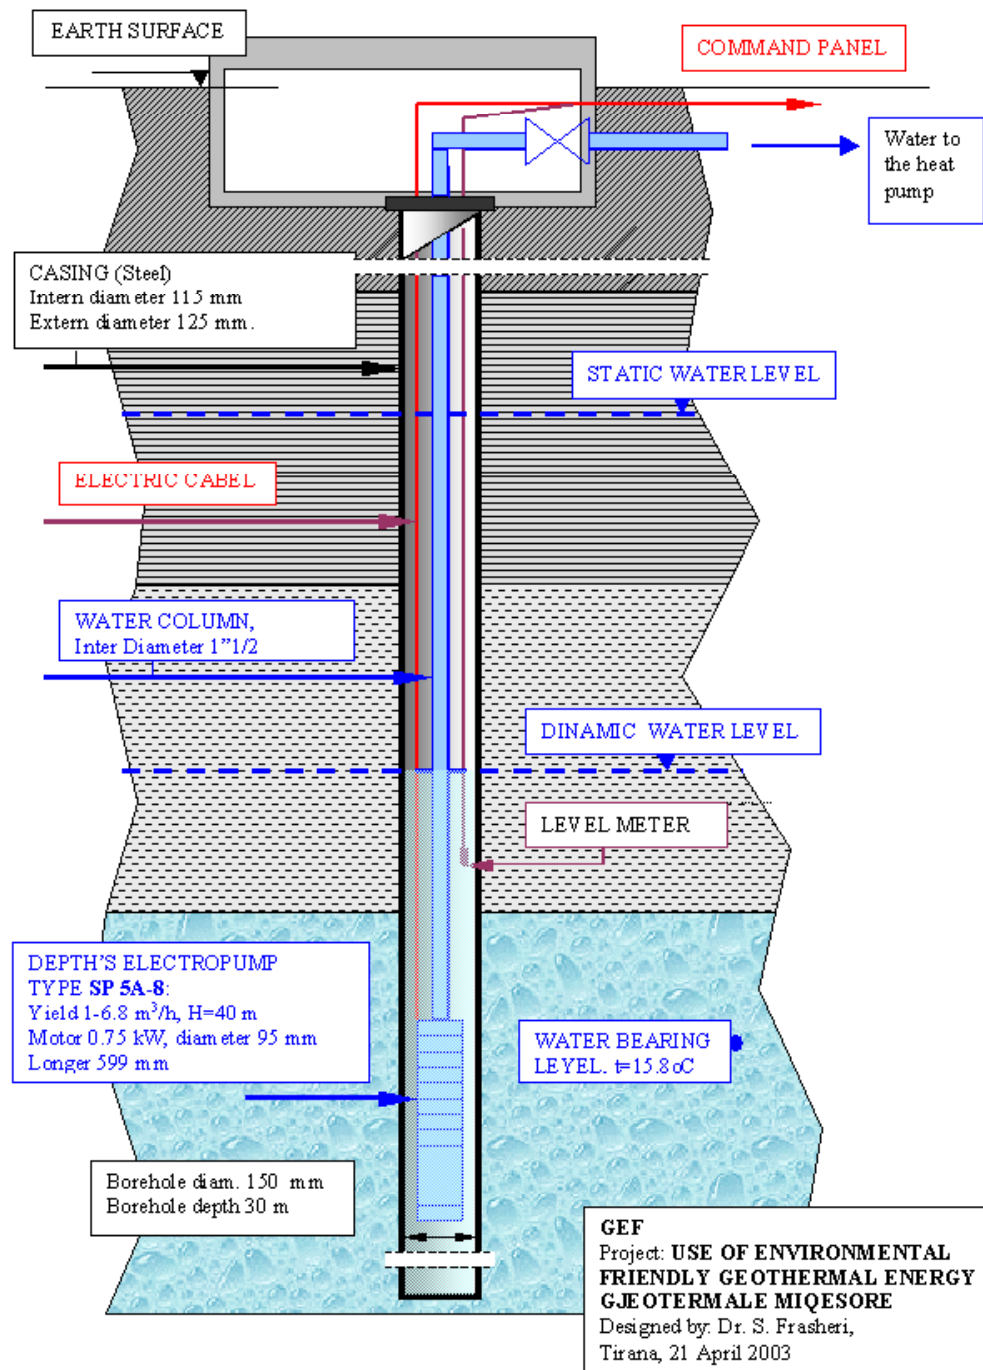 EARTH SURFACE
COMMAND PANEL
Water to
the heat
pump
CASING (Steel)
Intern diameter 115 mm
Extern diameter 125 mm.
STATIC WATER LEVEL
ELECTRIC CABEL
WATER COLUMN,
Inter Diameter 1”1/2
DINAMIC WATER LEVEL
LEVEL METER
DEPTH'S ELECTROPUMP
TYPE SP 5A-8:
Yield 1-6.8 m³/h, H=40 m
Motor 0.75 kW, diameter 95 mm
Longer 599 mm
WATER BEARING
LEYEL. t=15.8oC
Borehole diam. 150 mm
Borehole depth 30 m
GEF
Project: USE OF ENVIRONMENTAL
FRIENDLY GEOTHERMAL ENERGY
GJEOTERMALE MIQESORE
Designed by: Dr. S. Frasheri,
Tirana, 21 April 2003